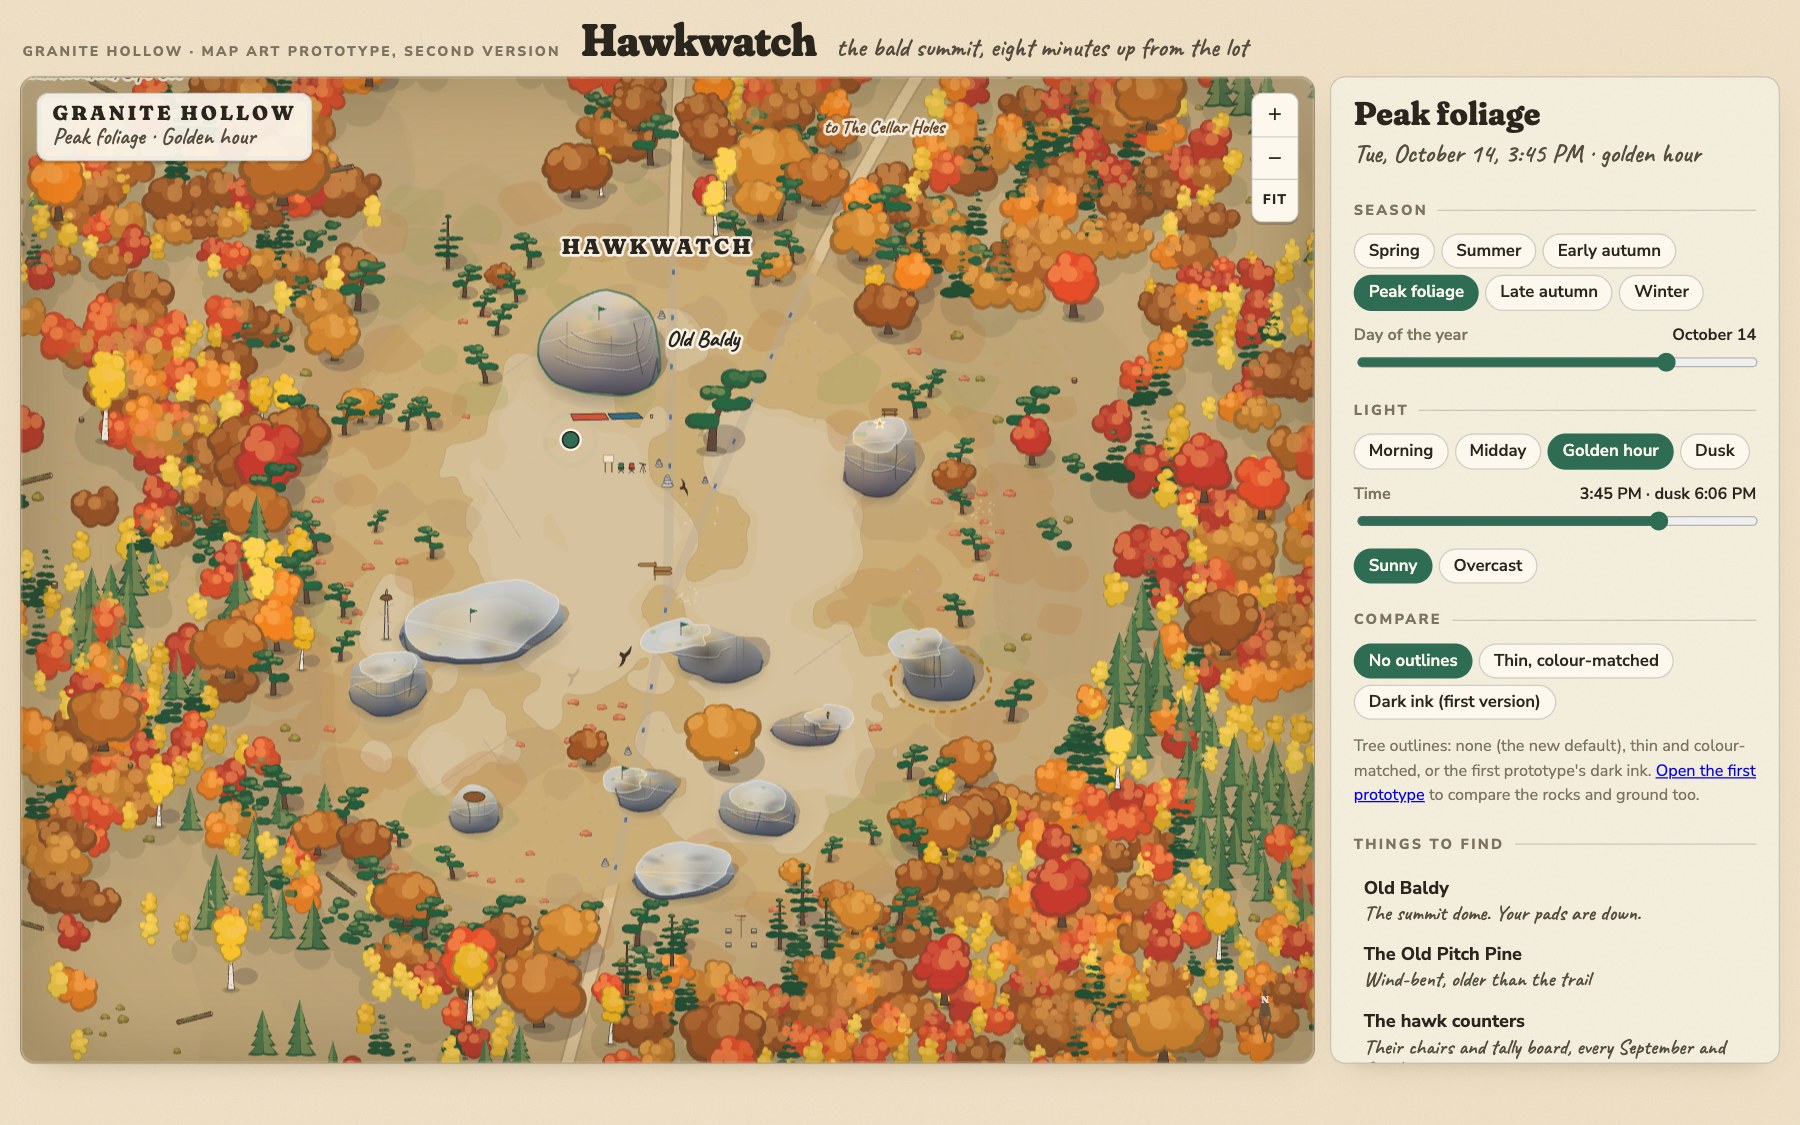 GRANITE HOLLOW · MAP ART PROTOTYPE, SECOND VERSION
Hawkwatch
the bald summit, eight minutes up from the lot
GRANITE HOLLOW
Peak foliage · Golden hour
to The Cellar Holes
+
−
FIT
HAWKWATCH
Old Baldy
N
Peak foliage
Tue, October 14, 3:45 PM · golden hour
SEASON
Spring
Summer
Early autumn
Peak foliage
Late autumn
Winter
Day of the year
October 14
LIGHT
Morning
Midday
Golden hour
Dusk
Time
3:45 PM · dusk 6:06 PM
Sunny
Overcast
COMPARE
No outlines
Thin, colour-matched
Dark ink (first version)
Tree outlines: none (the new default), thin and colour-
matched, or the first prototype's dark ink. Open the first
prototype to compare the rocks and ground too.
THINGS TO FIND
Old Baldy
The summit dome. Your pads are down.
The Old Pitch Pine
Wind-bent, older than the trail
The hawk counters
Their chairs and tally board, every September and